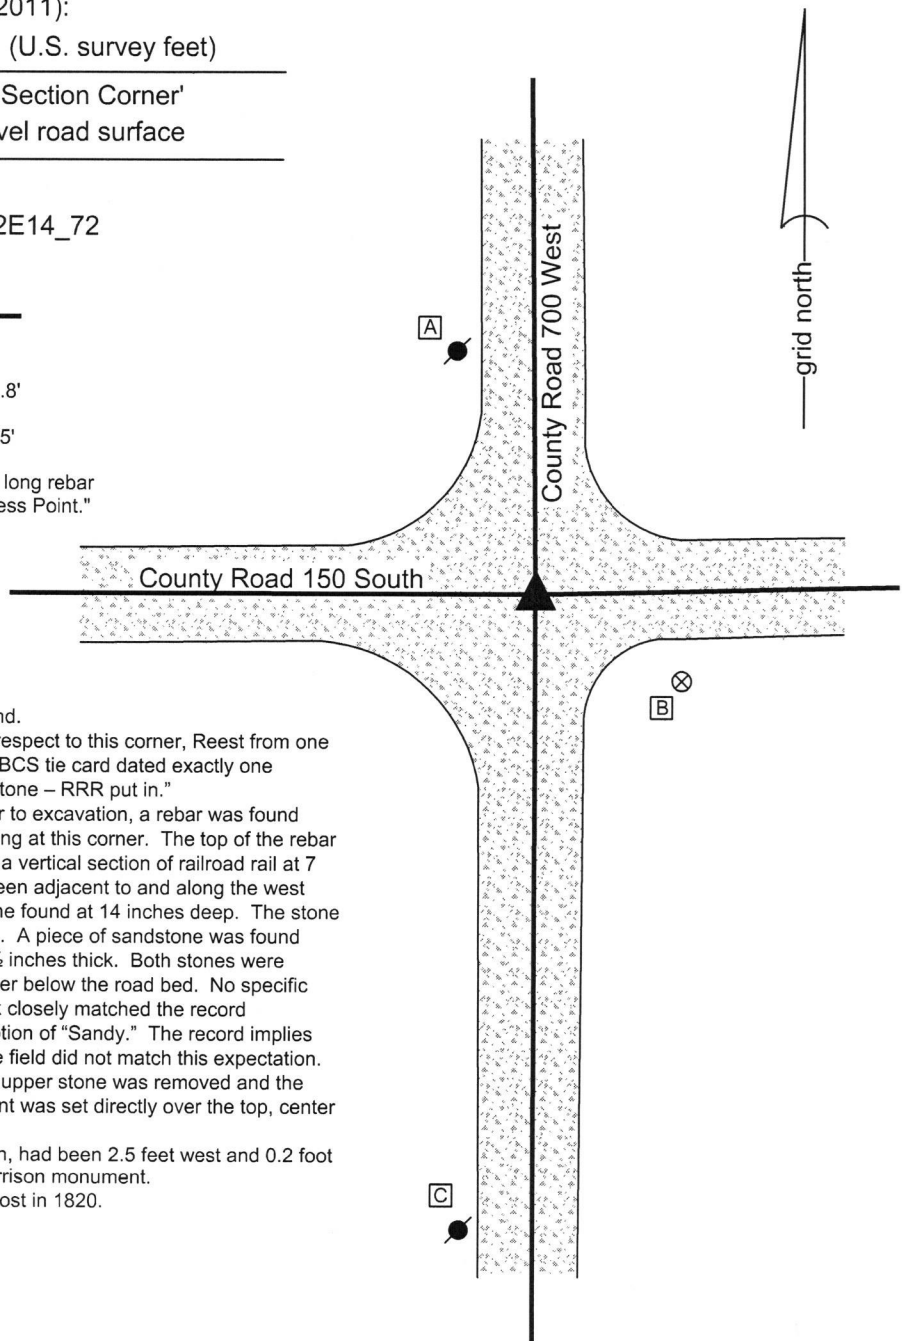 2011):
(U.S. survey feet)
Section Corner'
vel road surface
2E14_72
.8'
5'
long rebar
ess Point."
A
County Road 700 West
grid north
County Road 150 South
B
nd.
respect to this corner, Reest from one
BCS tie card dated exactly one
tone – RRR put in."
r to excavation, a rebar was found
ng at this corner. The top of the rebar
a vertical section of railroad rail at 7
een adjacent to and along the west
ne found at 14 inches deep. The stone
. A piece of sandstone was found
½ inches thick. Both stones were
er below the road bed. No specific
closely matched the record
tion of "Sandy." The record implies
e field did not match this expectation.
upper stone was removed and the
nt was set directly over the top, center
n, had been 2.5 feet west and 0.2 foot
rrison monument.
ost in 1820.
C